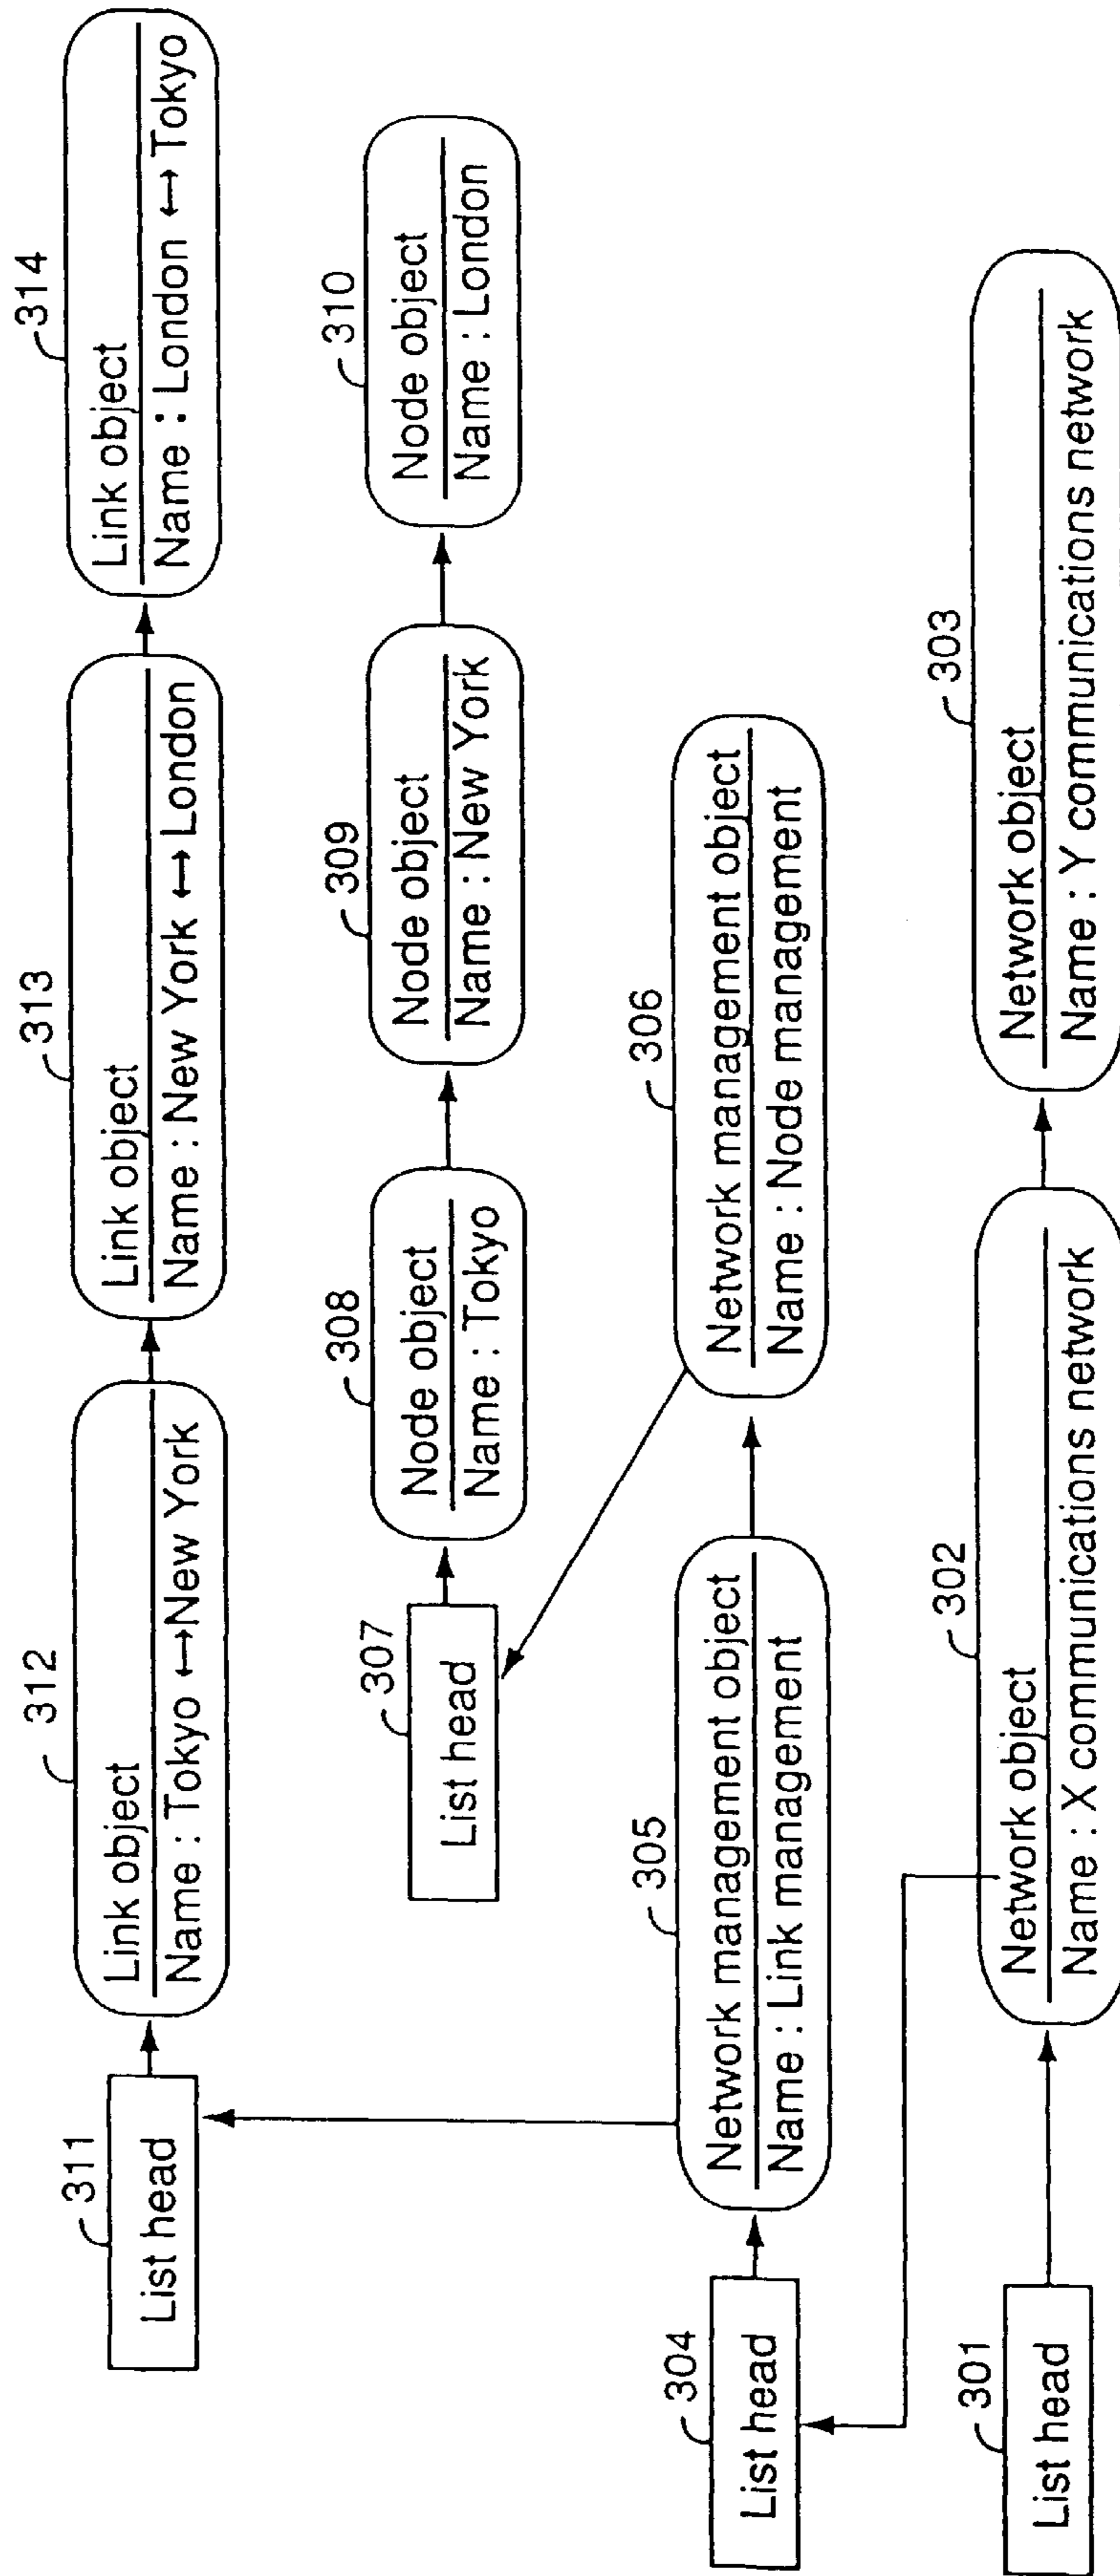 311
List head
312
Link object
Name : Tokyo ↔New York
313
Link object
Name : New York ↔ London
314
Link object
Name : London ↔ Tokyo
307
List head
308
Node object
Name : Tokyo
309
Node object
Name : New York
310
Node object
Name : London
304
List head
305
Network management object
Name : Link management
306
Network management object
Name : Node management
301
List head
302
Network object
Name : X communications network
303
Network object
Name : Y communications network